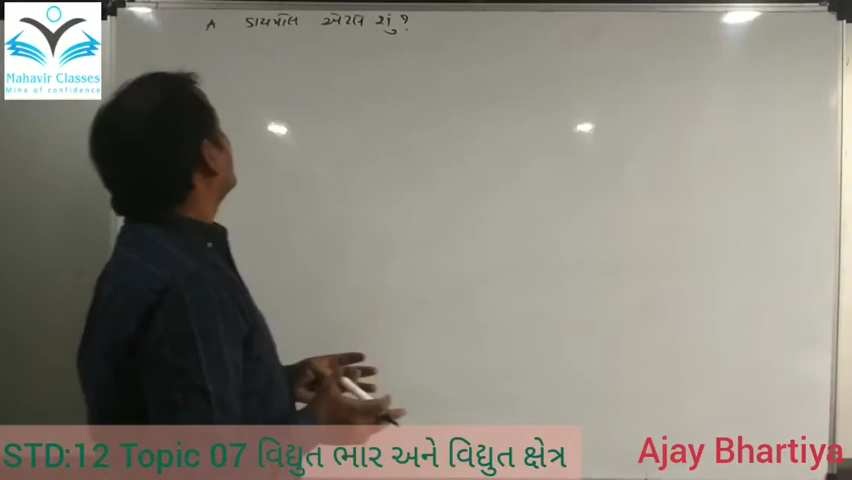 A ડાયપોલ એટલે શું?
Mahavir Classes
Mine of confidence
STD:12 Topic 07 વિદ્યુત ભાર અને વિદ્યુત ક્ષેત્ર
Ajay Bhartiya